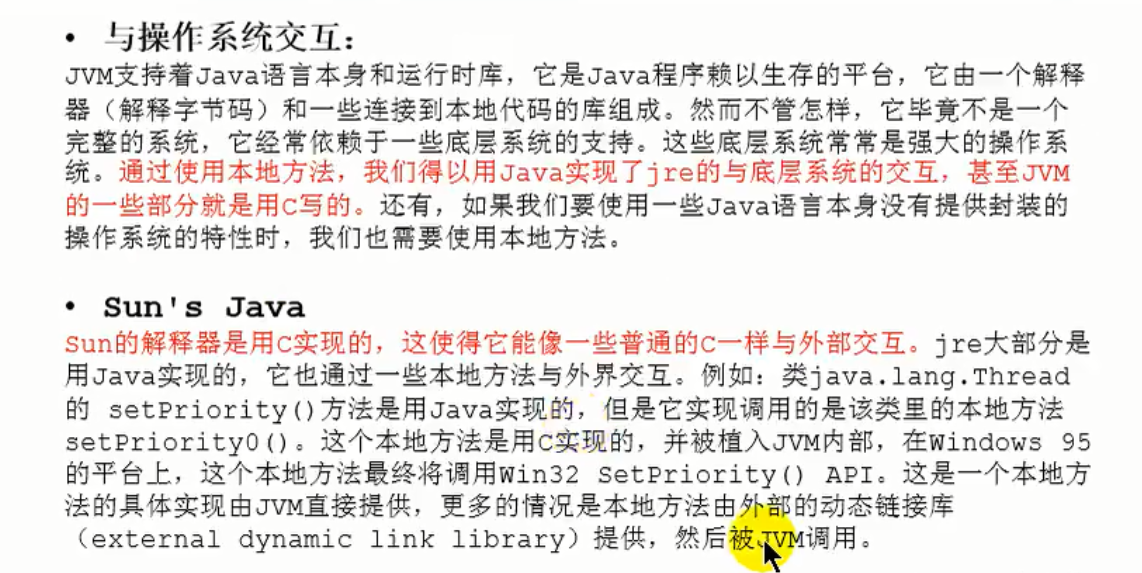 • 与操作系统交互:
JVM支持着Java语言本身和运行时库，它是Java程序赖以生存的平台，它由一个解释
器（解释字节码）和一些连接到本地代码的库组成。然而不管怎样，它毕竟不是一个
完整的系统，它经常依赖于一些底层系统的支持。这些底层系统常常是强大的操作系
统。通过使用本地方法，我们得以用Java实现了jre的与底层系统的交互，甚至JVM
的一些部分就是用C写的。还有，如果我们要使用一些Java语言本身没有提供封装的
操作系统的特性时，我们也需要使用本地方法。
• Sun's Java
Sun的解释器是用C实现的，这使得它能像一些普通的C一样与外部交互。jre大部分是
用Java实现的，它也通过一些本地方法与外界交互。例如：类java.lang.Thread
的 setPriority()方法是用Java实现的，但是它实现调用的是该类里的本地方法
setPriority0()。这个本地方法是用C实现的，并被植入JVM内部，在Windows 95
的平台上，这个本地方法最终将调用Win32 SetPriority() API。这是一个本地方
法的具体实现由JVM直接提供，更多的情况是本地方法由外部的动态链接库
（external dynamic link library）提供，然后被JVM调用。